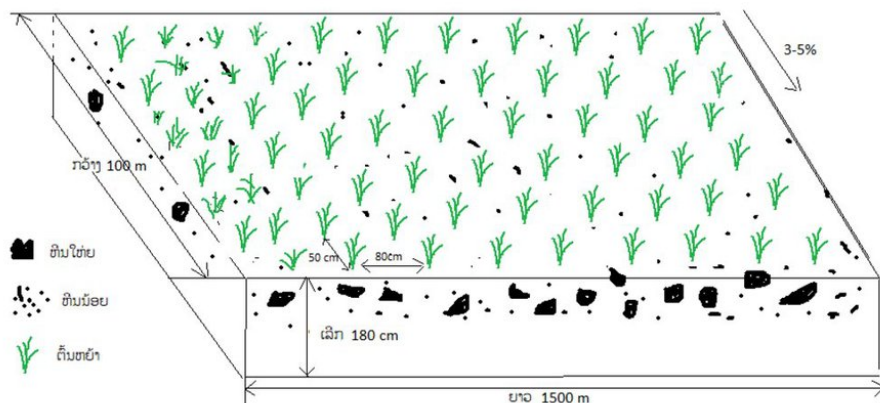 3-5%
ກວ້າງ 100 m
50 cm
80cm
ຫີນໃຫ່ຍ
ຫີນນ້ອຍ
ຕົ້ນຫຍ້າ
ເລິກ 180 cm
ຍາວ 1500 m